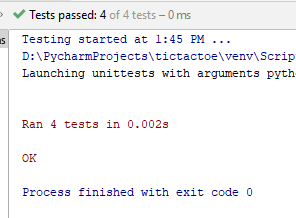 Tests passed: 4 of 4 tests – 0 ms
Testing started at 1:45 PM ...
D:\PycharmProjects\tictactoe\venv\Scrip
Launching unittests with arguments pyth
Ran 4 tests in 0.002s
OK
Process finished with exit code 0